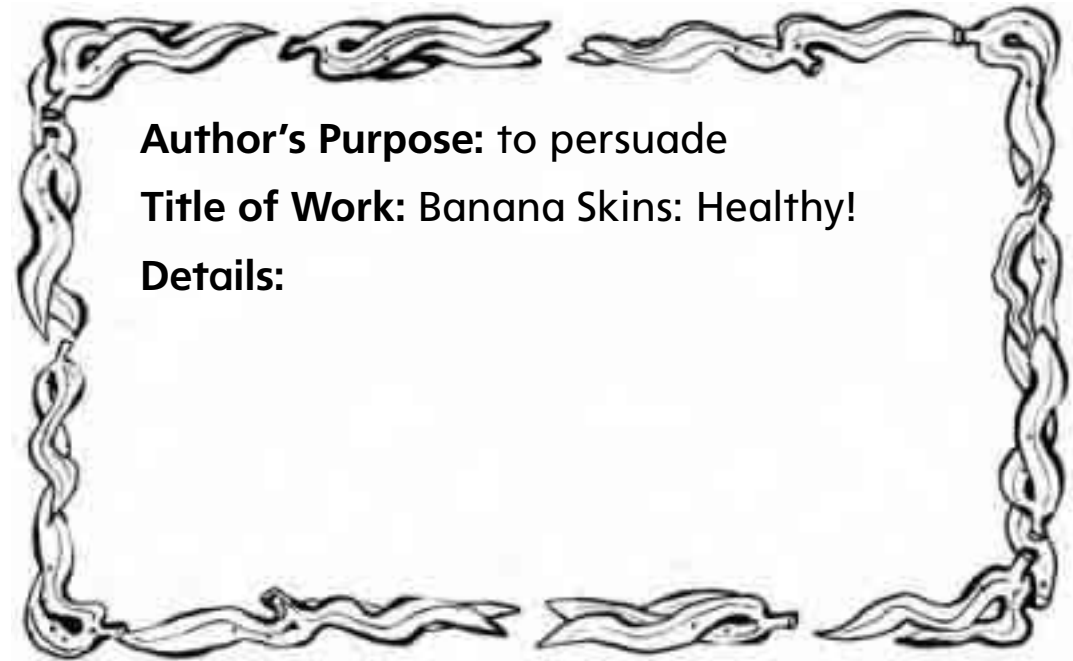 Author's Purpose: to persuade
Title of Work: Banana Skins: Healthy!
Details: